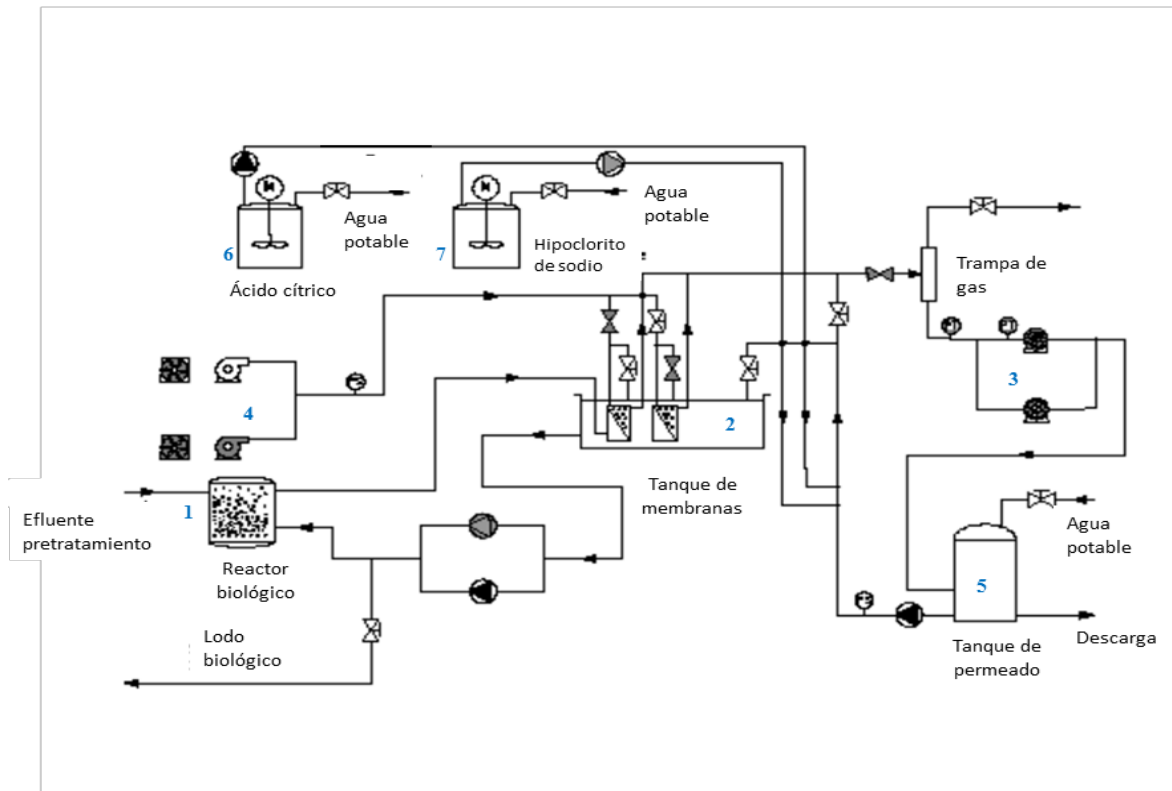 Agua
potable
6
Ácido cítrico
7
Agua
potable
Hipoclorito
de sodio
Trampa de
gas
3
4
2
Tanque de
membranas
1
Efluente
pretratamiento
Reactor
biológico
Lodo
biológico
Agua
potable
5
Tanque de
permeado
Descarga